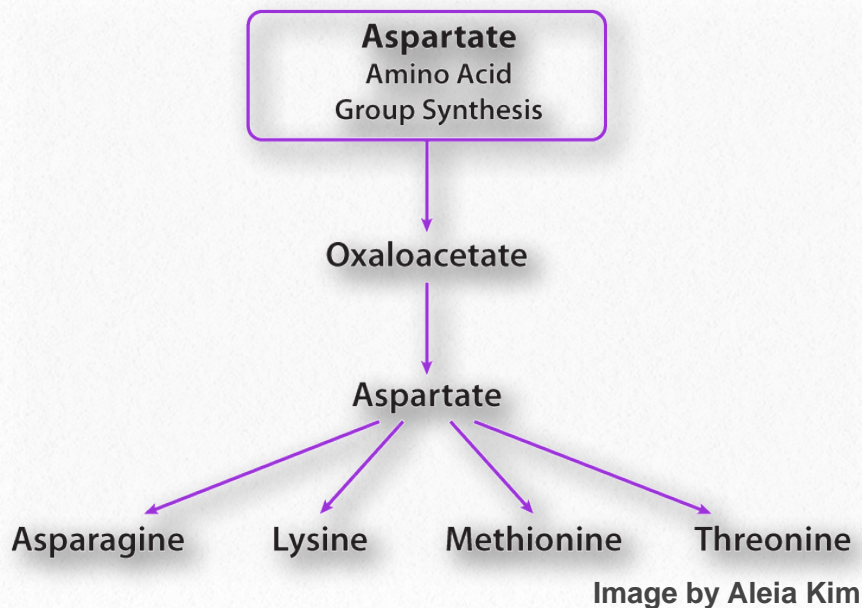 Aspartate
Amino Acid
Group Synthesis
Oxaloacetate
Aspartate
Asparagine Lysine Methionine Threonine
Image by Aleia Kim